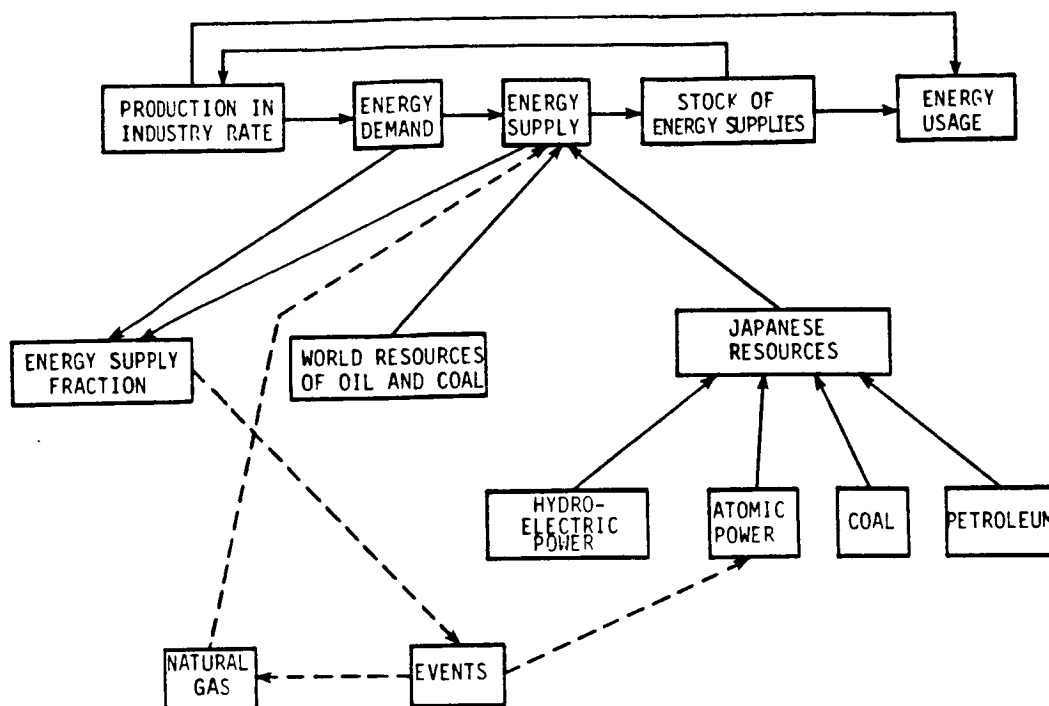 PRODUCTION IN
INDUSTRY RATE
ENERGY
DEMAND
ENERGY
SUPPLY
STOCK OF
ENERGY SUPPLIES
ENERGY
USAGE
ENERGY SUPPLY
FRACTION
WORLD RESOURCES
OF OIL AND COAL
JAPANESE
RESOURCES
HYDRO-
ELECTRIC
POWER
ATOMIC
POWER
COAL
PETROLEUM
NATURAL
GAS
EVENTS